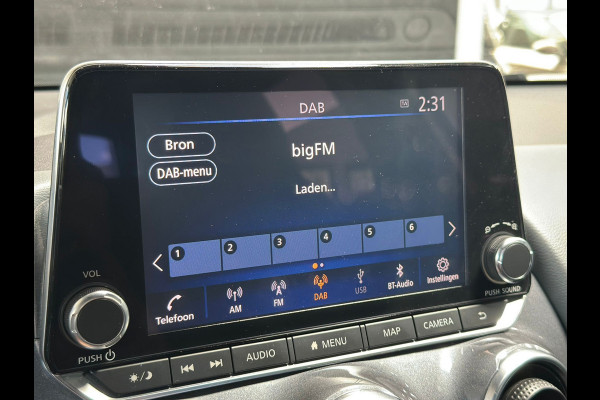 DAB
2:31
Bron
bigFM
DAB-menu
Laden...
1 2 3 4 5 6
VOL
Telefoon
AM
FM
DAB
USB
BT-Audio
Instellingen
PUSH
PUSH SOUND
AUDIO
MENU
MAP
CAMERA